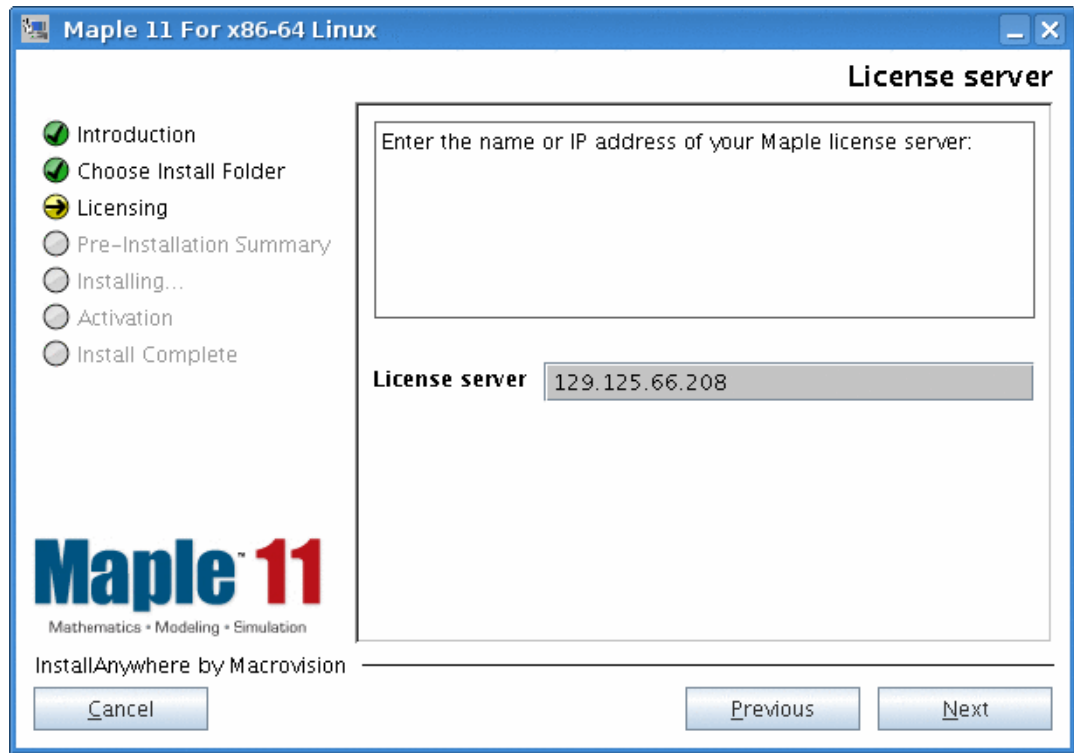 Maple 11 For x86-64 Linux
License server
Introduction
Choose Install Folder
Licensing
Pre-Installation Summary
Installing...
Activation
Install Complete
Enter the name or IP address of your Maple license server:
License server 129.125.66.208
Maple™ 11
Mathematics • Modeling • Simulation
InstallAnywhere by Macrovision
Cancel Previous Next